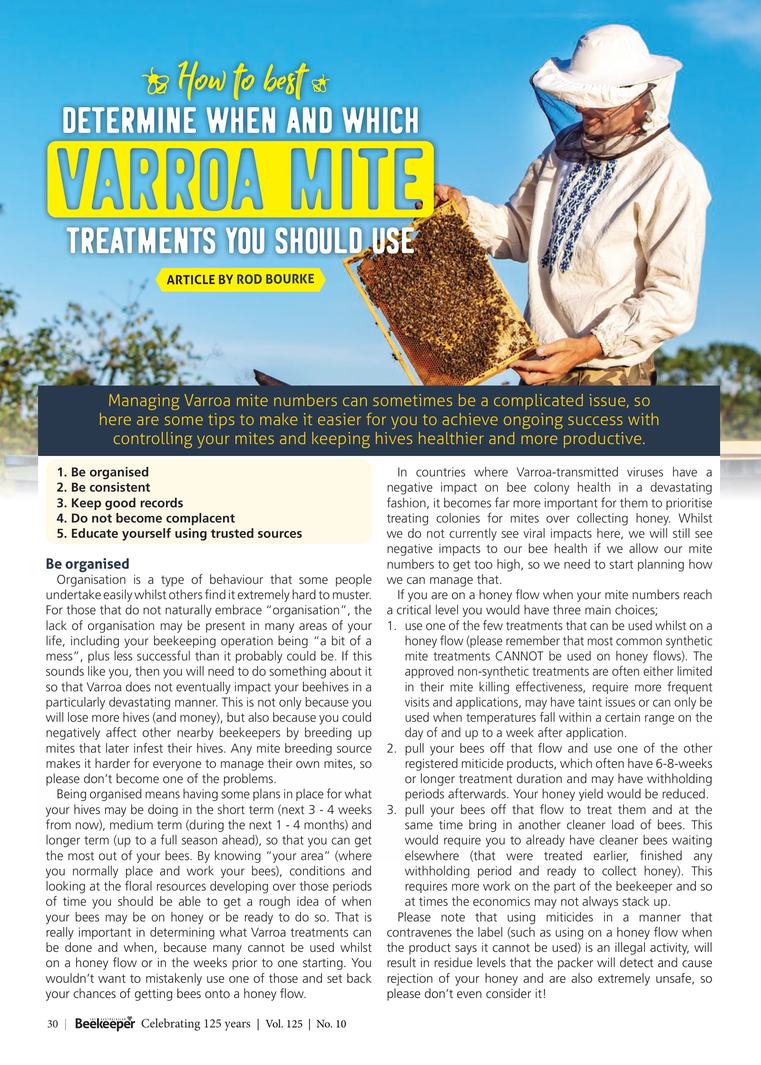 How to best
DETERMINE WHEN AND WHICH
VARROA MITE
TREATMENTS YOU SHOULD USE
ARTICLE BY ROD BOURKE
Managing Varroa mite numbers can sometimes be a complicated issue, so
here are some tips to make it easier for you to achieve ongoing success with
controlling your mites and keeping hives healthier and more productive.
1. Be organised
2. Be consistent
3. Keep good records
4. Do not become complacent
5. Educate yourself using trusted sources
Be organised
Organisation is a type of behaviour that some people
undertake easily whilst others find it extremely hard to muster.
For those that do not naturally embrace "organisation", the
lack of organisation may be present in many areas of your
life, including your beekeeping operation being "a bit of a
mess", plus less successful than it probably could be. If this
sounds like you, then you will need to do something about it
so that Varroa does not eventually impact your beehives in a
particularly devastating manner. This is not only because you
will lose more hives (and money), but also because you could
negatively affect other nearby beekeepers by breeding up
mites that later infest their hives. Any mite breeding source
makes it harder for everyone to manage their own mites, so
please don't become one of the problems.
Being organised means having some plans in place for what
your hives may be doing in the short term (next 3 - 4 weeks
from now), medium term (during the next 1 - 4 months) and
longer term (up to a full season ahead), so that you can get
the most out of your bees. By knowing "your area" (where
you normally place and work your bees), conditions and
looking at the floral resources developing over those periods
of time you should be able to get a rough idea of when
your bees may be on honey or be ready to do so. That is
really important in determining what Varroa treatments can
be done and when, because many cannot be used whilst
on a honey flow or in the weeks prior to one starting. You
wouldn't want to mistakenly use one of those and set back
your chances of getting bees onto a honey flow.
In countries where Varroa-transmitted viruses have a
negative impact on bee colony health in a devastating
fashion, it becomes far more important for them to prioritise
treating colonies for mites over collecting honey. Whilst
we do not currently see viral impacts here, we will still see
negative impacts to our bee health if we allow our mite
numbers to get too high, so we need to start planning how
we can manage that.
If you are on a honey flow when your mite numbers reach
a critical level you would have three main choices;
1. use one of the few treatments that can be used whilst on a
honey flow (please remember that most common synthetic
mite treatments CANNOT be used on honey flows). The
approved non-synthetic treatments are often either limited
in their mite killing effectiveness, require more frequent
visits and applications, may have taint issues or can only be
used when temperatures fall within a certain range on the
day of and up to a week after application.
2. pull your bees off that flow and use one of the other
registered miticide products, which often have 6-8-weeks
or longer treatment duration and may have withholding
periods afterwards. Your honey yield would be reduced.
3. pull your bees off that flow to treat them and at the
same time bring in another cleaner load of bees. This
would require you to already have cleaner bees waiting
elsewhere (that were treated earlier, finished any
withholding period and ready to collect honey). This
requires more work on the part of the beekeeper and so
at times the economics may not always stack up.
Please note that using miticides in a manner that
contravenes the label (such as using on a honey flow when
the product says it cannot be used) is an illegal activity, will
result in residue levels that the packer will detect and cause
rejection of your honey and are also extremely unsafe, so
please don't even consider it!
30 | Beekeeper Celebrating 125 years | Vol. 125 | No. 10